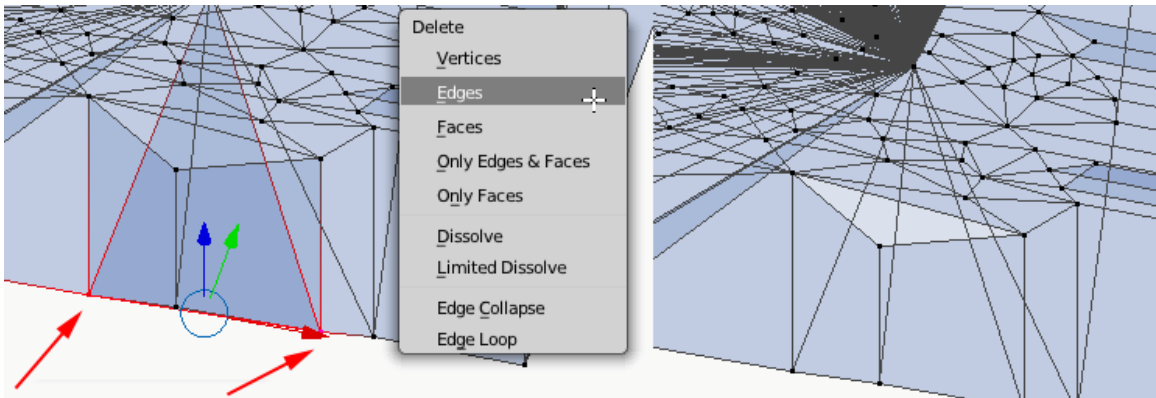 Delete
Vertices
Edges
Faces
Only Edges & Faces
Only Faces
Dissolve
Limited Dissolve
Edge Collapse
Edge Loop